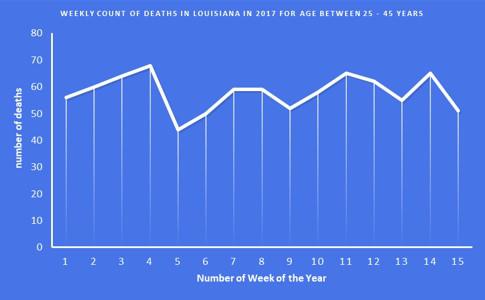 WEEKLY COUNT OF DEATHS IN LOUISIANA IN 2017 FOR AGE BETWEEN 25 - 45 YEARS
number of deaths
80
70
60
50
40
30
20
10
0
1 2 3 4 5 6 7 8 9 10 11 12 13 14 15
Number of Week of the Year